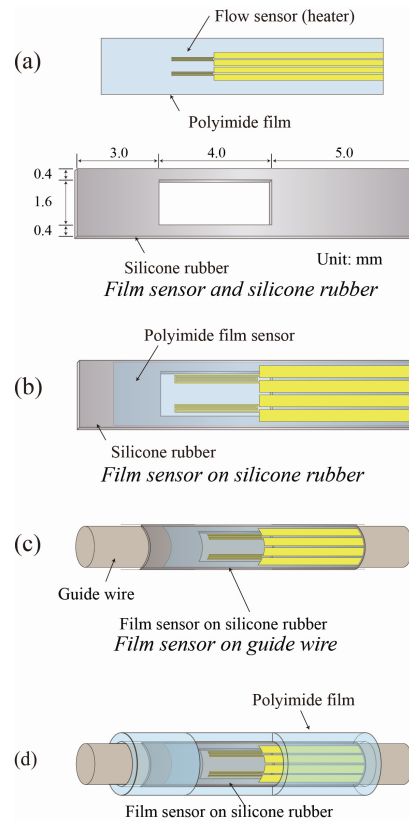 Flow sensor (heater)
(a)
Polyimide film
3.0 4.0 5.0
0.4
1.6
0.4
Silicone rubber
Unit: mm
Film sensor and silicone rubber
Polyimide film sensor
(b)
Silicone rubber
Film sensor on silicone rubber
(c)
Guide wire
Film sensor on silicone rubber
Film sensor on guide wire
Polyimide film
(d)
Film sensor on silicone rubber